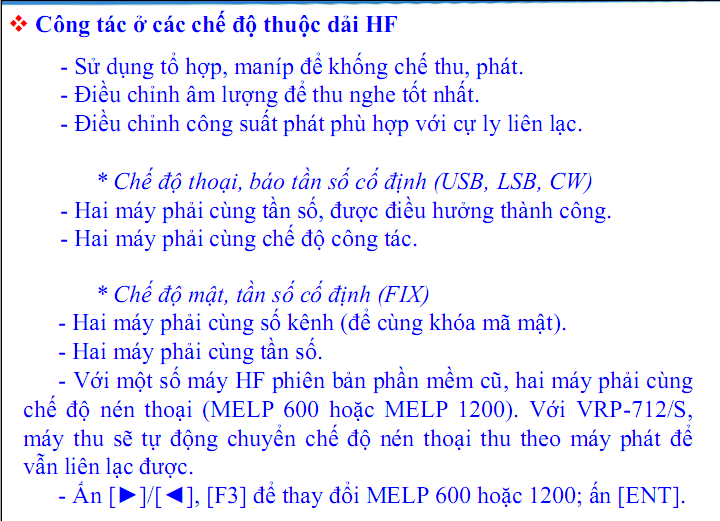 ❖ Công tác ở các chế độ thuộc dải HF
- Sử dụng tổ hợp, maníp để khống chế thu, phát.
- Điều chỉnh âm lượng để thu nghe tốt nhất.
- Điều chỉnh công suất phát phù hợp với cự ly liên lạc.
* Chế độ thoại, báo tần số cố định (USB, LSB, CW)
- Hai máy phải cùng tần số, được điều hưởng thành công.
- Hai máy phải cùng chế độ công tác.
* Chế độ mật, tần số cố định (FIX)
- Hai máy phải cùng số kênh (để cùng khóa mã mật).
- Hai máy phải cùng tần số.
- Với một số máy HF phiên bản phần mềm cũ, hai máy phải cùng
chế độ nén thoại (MELP 600 hoặc MELP 1200). Với VRP-712/S,
máy thu sẽ tự động chuyển chế độ nén thoại thu theo máy phát để
vẫn liên lạc được.
- Ấn [►]/[◄], [F3] để thay đổi MELP 600 hoặc 1200; ấn [ENT].